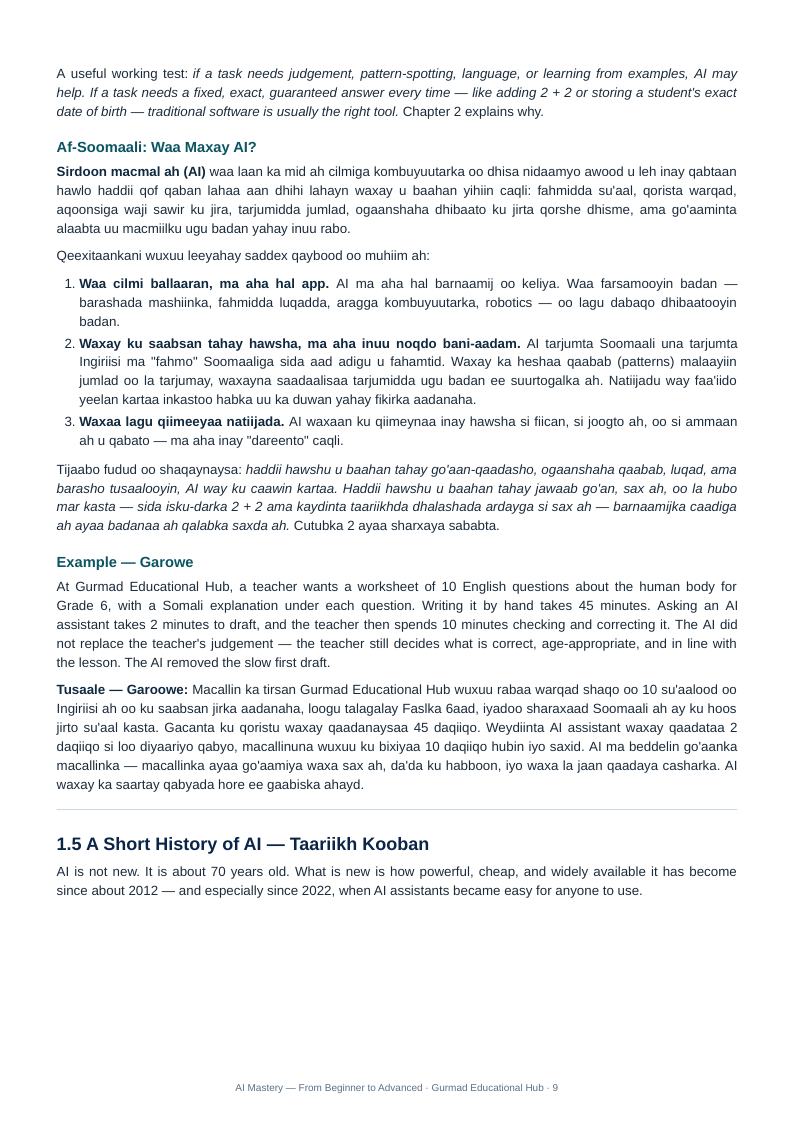 A useful working test: if a task needs judgement, pattern-spotting, language, or learning from examples, AI may
help. If a task needs a fixed, exact, guaranteed answer every time — like adding 2 + 2 or storing a student's exact
date of birth — traditional software is usually the right tool. Chapter 2 explains why.
Af-Soomaali: Waa Maxay AI?
Sirdoon macmal ah (AI) waa laan ka mid ah cilmiga kombuyuutarka oo dhisa nidaamyo awood u leh inay qabtaan
hawlo haddii qof qaban lahaa aan dhihi lahayn waxay u baahan yihiin caqli: fahmidda su'aal, qorista warqad,
aqoonsiga waji sawir ku jira, tarjumidda jumlad, ogaanshaha dhibaato ku jirta qorshe dhisme, ama go'aaminta
alaabta uu macmiilku ugu badan yahay inuu rabo.
Qeexitaankani wuxuu leeyahay saddex qaybood oo muhiim ah:
1. Waa cilmi ballaaran, ma aha hal app. AI ma aha hal barnaamij oo keliya. Waa farsamooyin badan —
barashada mashiinka, fahmidda luqadda, aragga kombuyuutarka, robotics — oo lagu dabaqo dhibaatooyin
badan.
2. Waxay ku saabsan tahay hawsha, ma aha inuu noqdo bani-aadam. AI tarjumta Soomaali una tarjumta
Ingiriisi ma "fahmo" Soomaaliga sida aad adigu u fahamtid. Waxay ka heshaa qaabab (patterns) malaayiin
jumlad oo la tarjumay, waxayna saadaalisaa tarjumidda ugu badan ee suurtogalka ah. Natiijadu way faa'iido
yeelan kartaa inkastoo habka uu ka duwan yahay fikirka aadanaha.
3. Waxaa lagu qiimeeyaa natiijada. AI waxaan ku qiimeynaa inay hawsha si fiican, si joogto ah, oo si ammaan
ah u qabato — ma aha inay "dareento" caqli.
Tijaabo fudud oo shaqaynaysa: haddii hawshu u baahan tahay go'aan-qaadasho, ogaanshaha qaabab, luqad, ama
barasho tusaalooyin, AI way ku caawin kartaa. Haddii hawshu u baahan tahay jawaab go'an, sax ah, oo la hubo
mar kasta — sida isku-darka 2 + 2 ama kaydinta taariikhda dhalashada ardayga si sax ah — barnaamijka caadiga
ah ayaa badanaa ah qalabka saxda ah. Cutubka 2 ayaa sharxaya sababta.
Example — Garowe
At Gurmad Educational Hub, a teacher wants a worksheet of 10 English questions about the human body for
Grade 6, with a Somali explanation under each question. Writing it by hand takes 45 minutes. Asking an AI
assistant takes 2 minutes to draft, and the teacher then spends 10 minutes checking and correcting it. The AI did
not replace the teacher's judgement — the teacher still decides what is correct, age-appropriate, and in line with
the lesson. The AI removed the slow first draft.
Tusaale — Garoowe: Macallin ka tirsan Gurmad Educational Hub wuxuu rabaa warqad shaqo oo 10 su'aalood oo
Ingiriisi ah oo ku saabsan jirka aadanaha, loogu talagalay Faslka 6aad, iyadoo sharaxaad Soomaali ah ay ku hoos
jirto su'aal kasta. Gacanta ku qoristu waxay qaadanaysaa 45 daqiiqo. Weydiinta AI assistant waxay qaadataa 2
daqiiqo si loo diyaariyo qabyo, macallinuna wuxuu ku bixiyaa 10 daqiiqo hubin iyo saxid. AI ma beddelin go'aanka
macallinka — macallinka ayaa go'aamiya waxa sax ah, da'da ku habboon, iyo waxa la jaan qaadaya casharka. AI
waxay ka saartay qabyada hore ee gaabiska ahayd.
1.5 A Short History of AI — Taariikh Kooban
AI is not new. It is about 70 years old. What is new is how powerful, cheap, and widely available it has become
since about 2012 — and especially since 2022, when AI assistants became easy for anyone to use.
AI Mastery — From Beginner to Advanced · Gurmad Educational Hub · 9